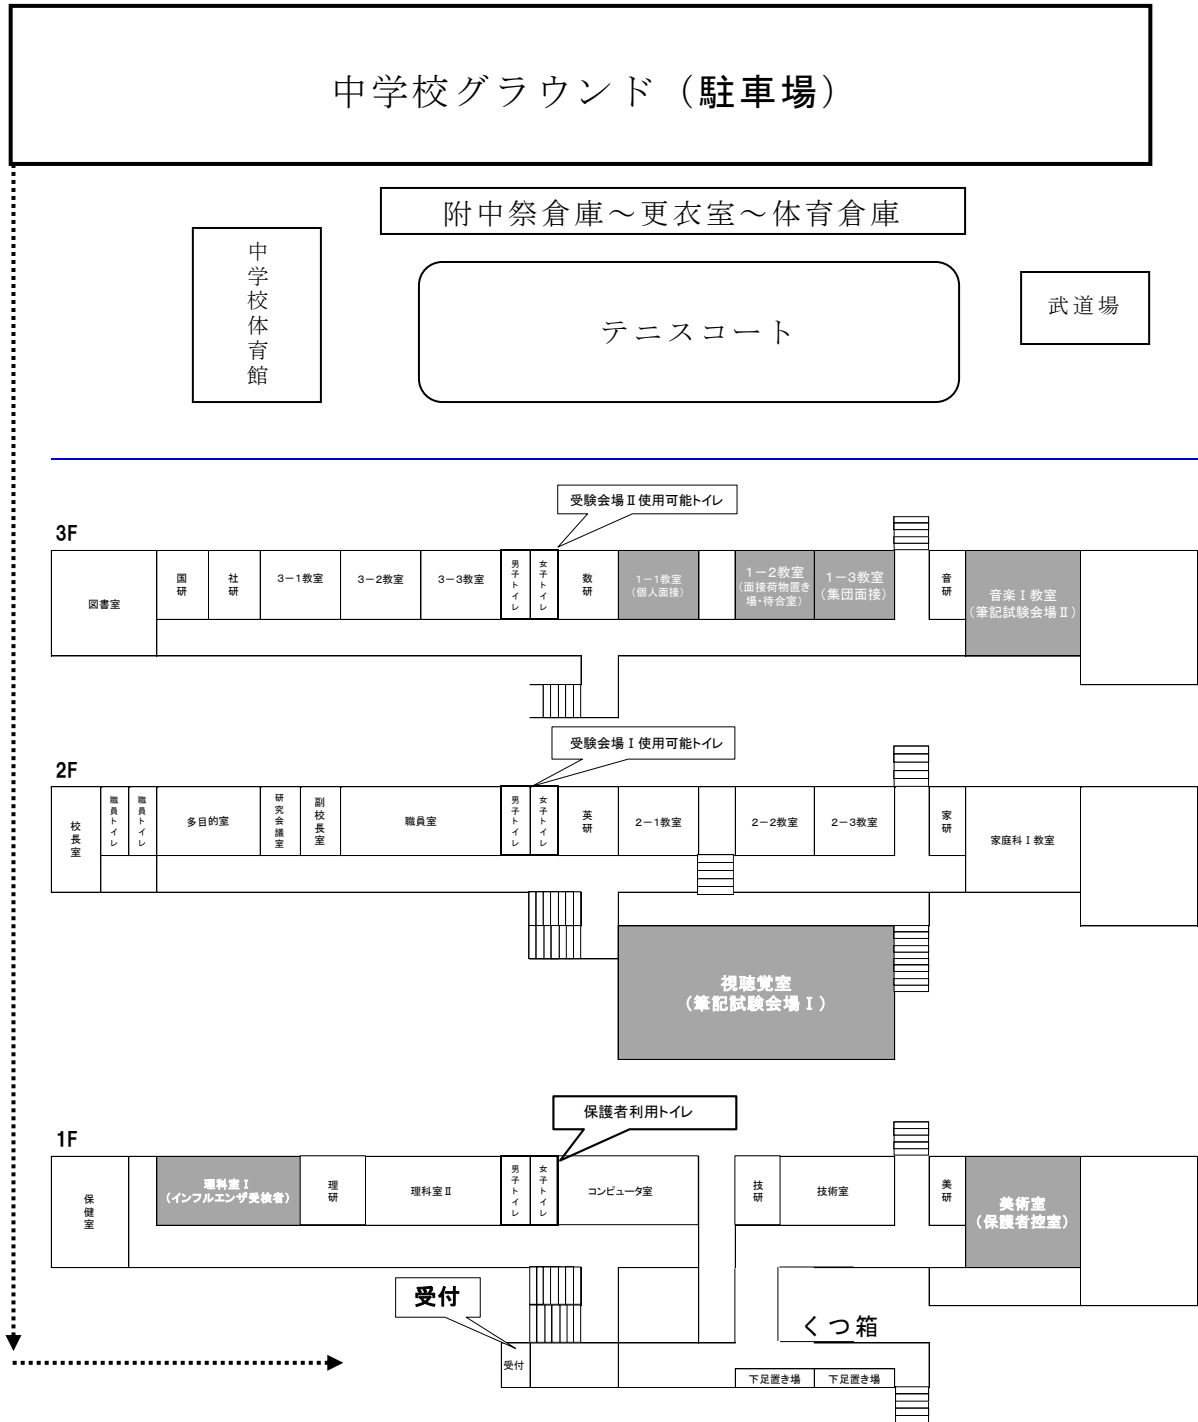 中学校グラウンド（駐車場）
附中祭倉庫～更衣室～体育倉庫
中学校体育館
テニスコート
武道場
受験会場Ⅱ使用可能トイレ
3F
図書室
国研
社研
3－1教室
3－2教室
3－3教室
男子トイレ
女子トイレ
数研
1－1教室
（個人面接）
1－2教室
（面接荷物置き
場・待合室）
1－3教室
（集団面接）
音研
音楽Ⅰ教室
（筆記試験会場Ⅱ）
受験会場Ⅰ使用可能トイレ
2F
校長室
職員トイレ
職員トイレ
多目的室
研究会議室
副校長室
職員室
男子トイレ
女子トイレ
英研
2－1教室
2－2教室
2－3教室
家研
家庭科Ⅰ教室
視聴覚室
（筆記試験会場Ⅰ）
保護者利用トイレ
1F
保健室
理科室Ⅰ
（インフルエンザ受検者）
理研
理科室Ⅱ
男子トイレ
女子トイレ
コンピュータ室
技研
技術室
美研
美術室
（保護者控室）
受付
くつ箱
受付
下足置き場
下足置き場